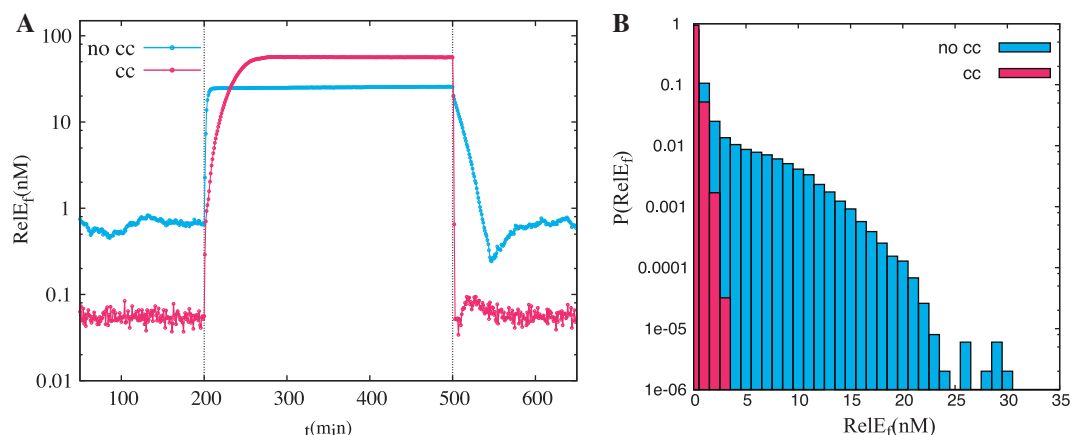 A
RelE_f(nM)
100
10
1
0.1
0.01
no cc
cc
100
200
300
400
500
600
t(min)
B
P(RelE_f)
1
0.1
0.01
0.001
0.0001
1e-05
1e-06
no cc
cc
0
5
10
15
20
25
30
35
RelE_f(nM)